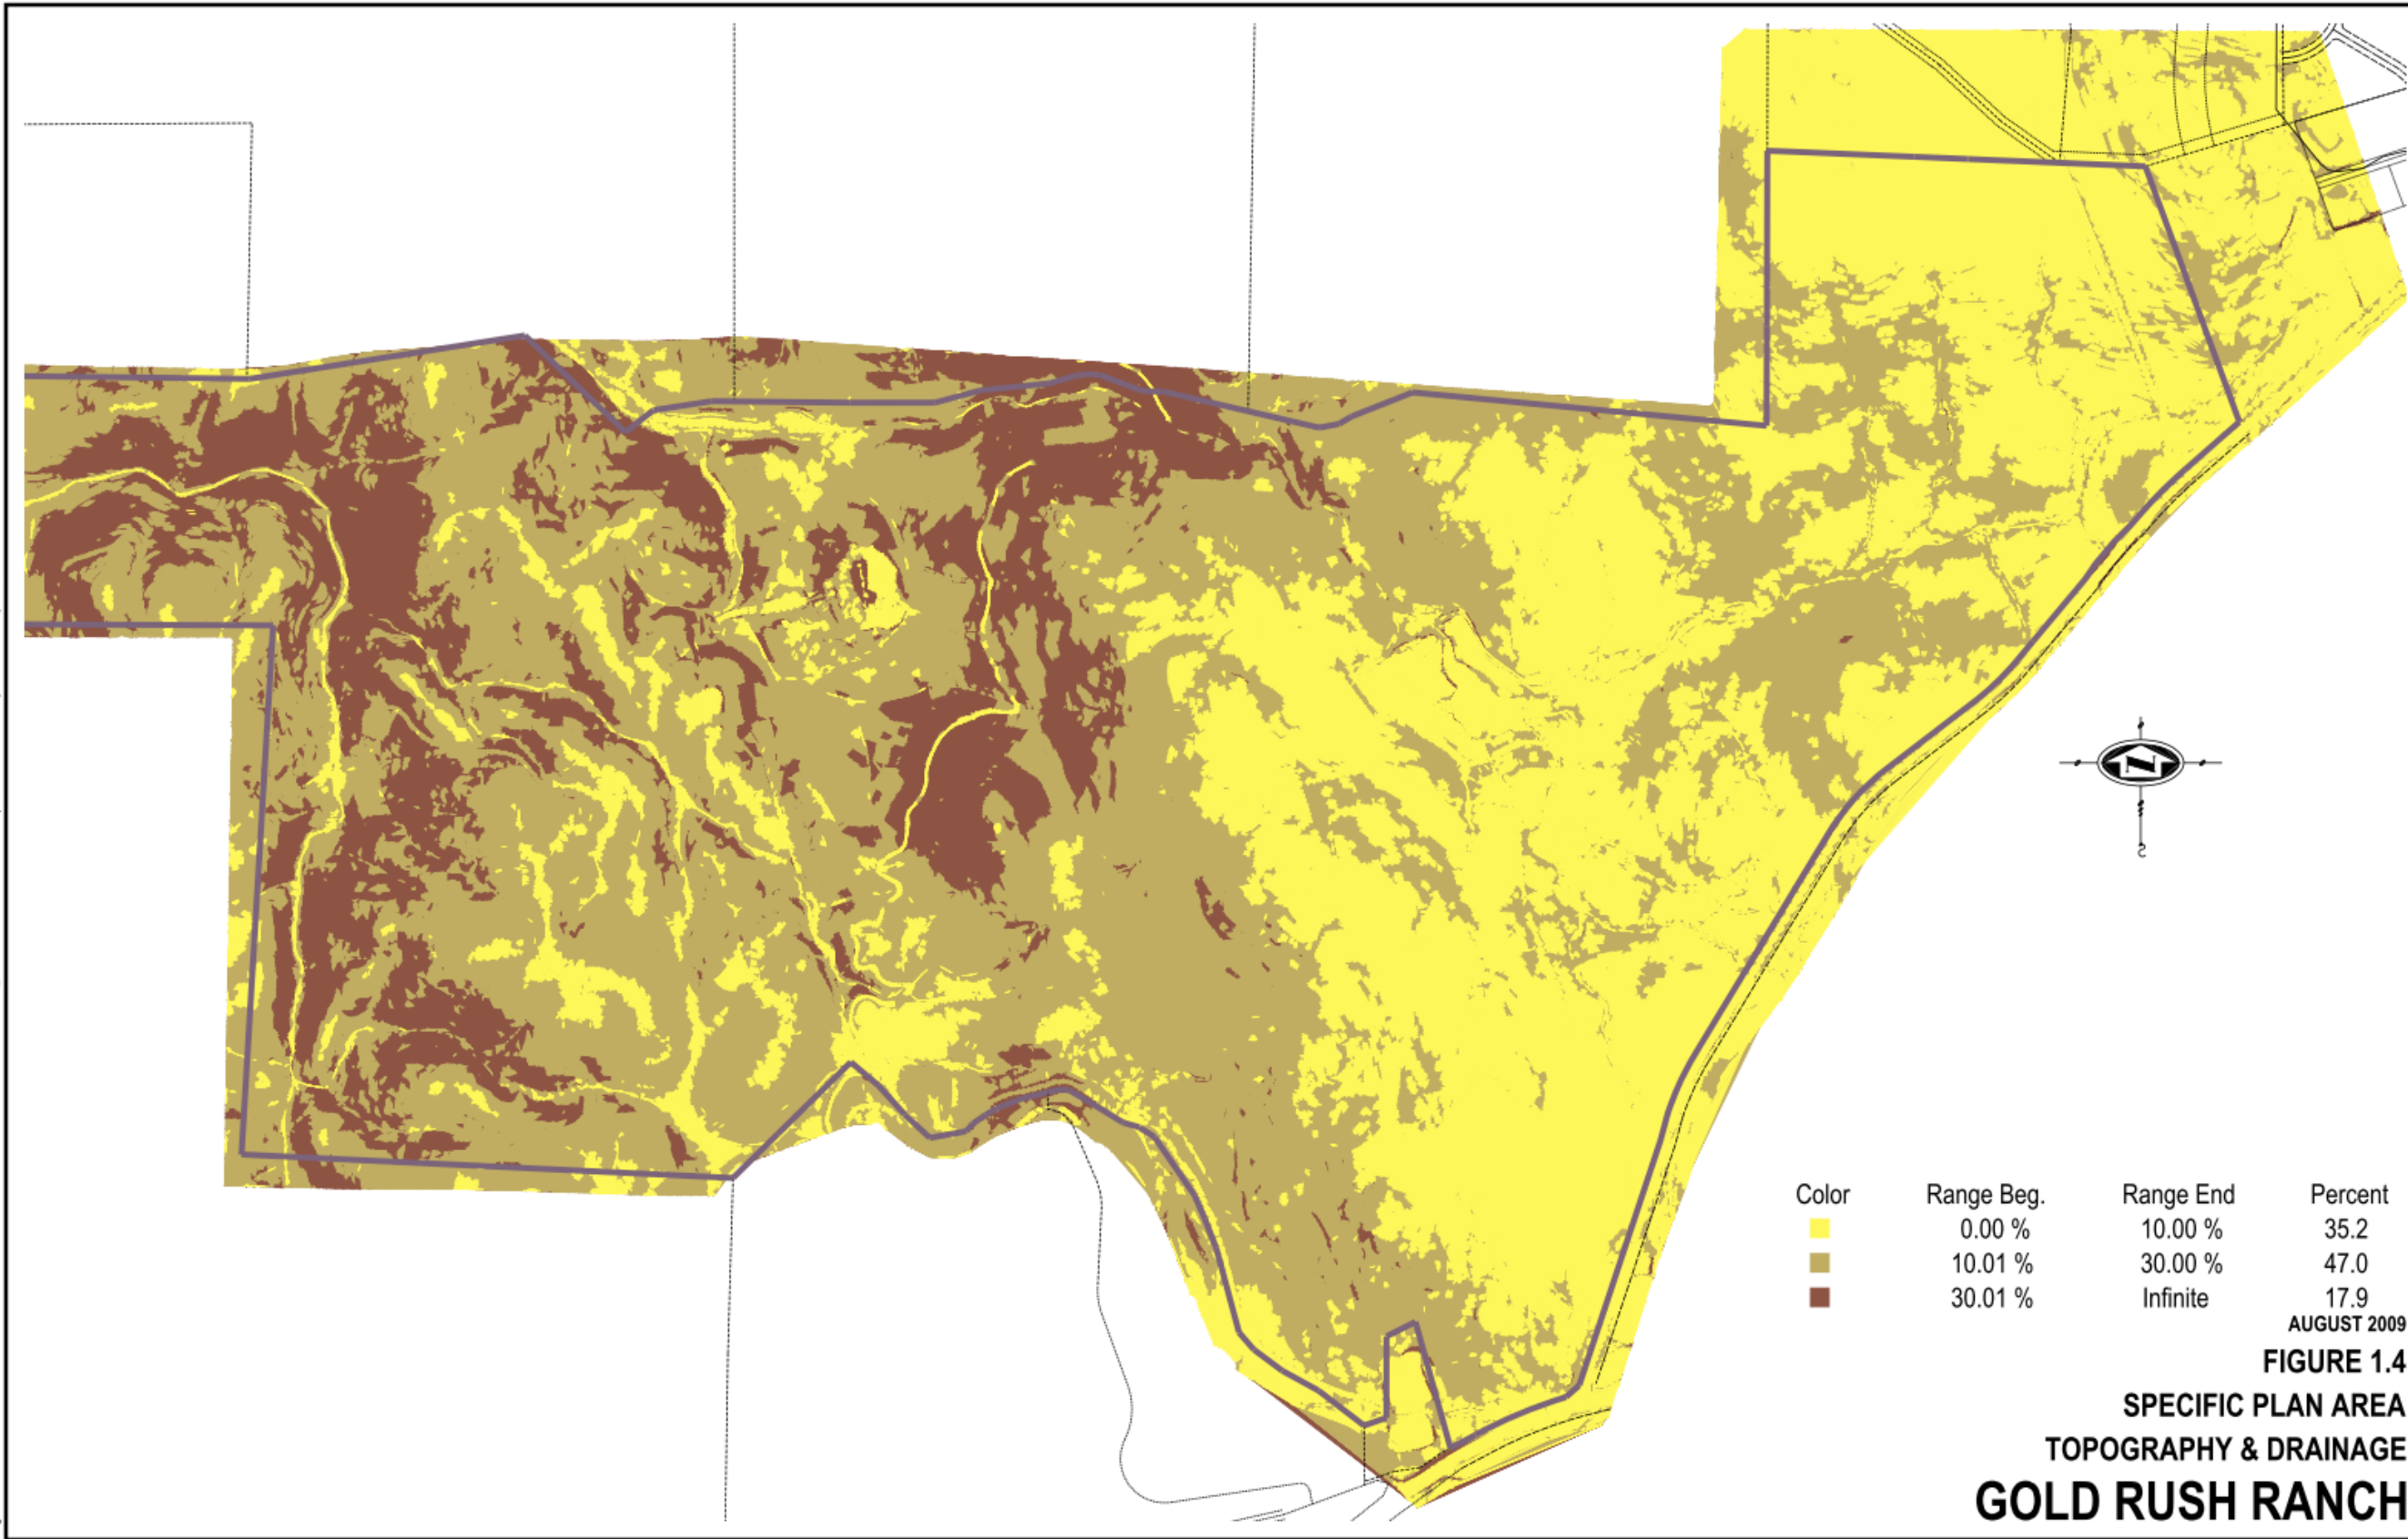 N
S
Color Range Beg. Range End Percent
0.00 % 10.00 % 35.2
10.01 % 30.00 % 47.0
30.01 % Infinite 17.9
AUGUST 2009
FIGURE 1.4
SPECIFIC PLAN AREA
TOPOGRAPHY & DRAINAGE
GOLD RUSH RANCH